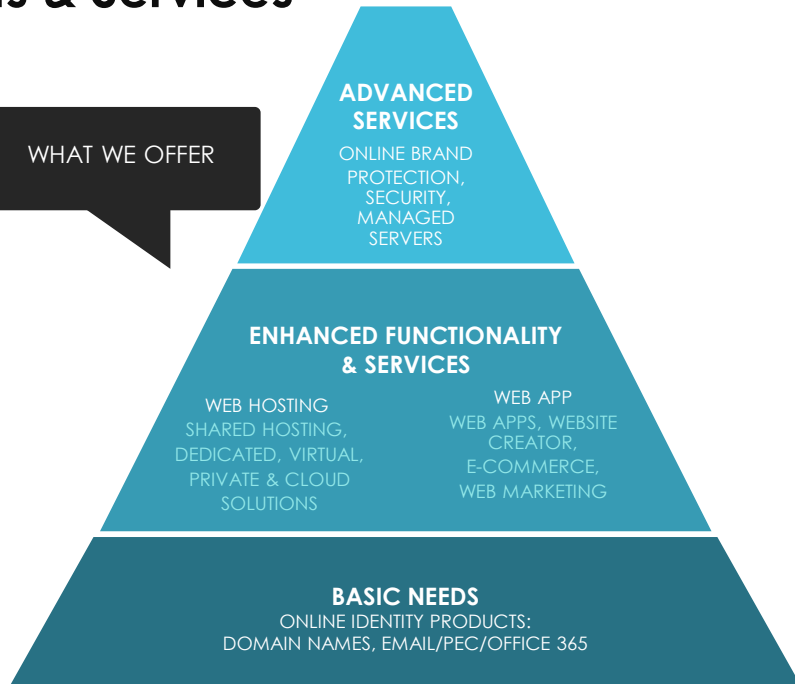 & Services
WHAT WE OFFER
ADVANCED
SERVICES
ONLINE BRAND
PROTECTION,
SECURITY,
MANAGED
SERVERS
ENHANCED FUNCTIONALITY
& SERVICES
WEB HOSTING
SHARED HOSTING,
DEDICATED, VIRTUAL,
PRIVATE & CLOUD
SOLUTIONS
WEB APP
WEB APPS, WEBSITE
CREATOR,
E-COMMERCE,
WEB MARKETING
BASIC NEEDS
ONLINE IDENTITY PRODUCTS:
DOMAIN NAMES, EMAIL/PEC/OFFICE 365